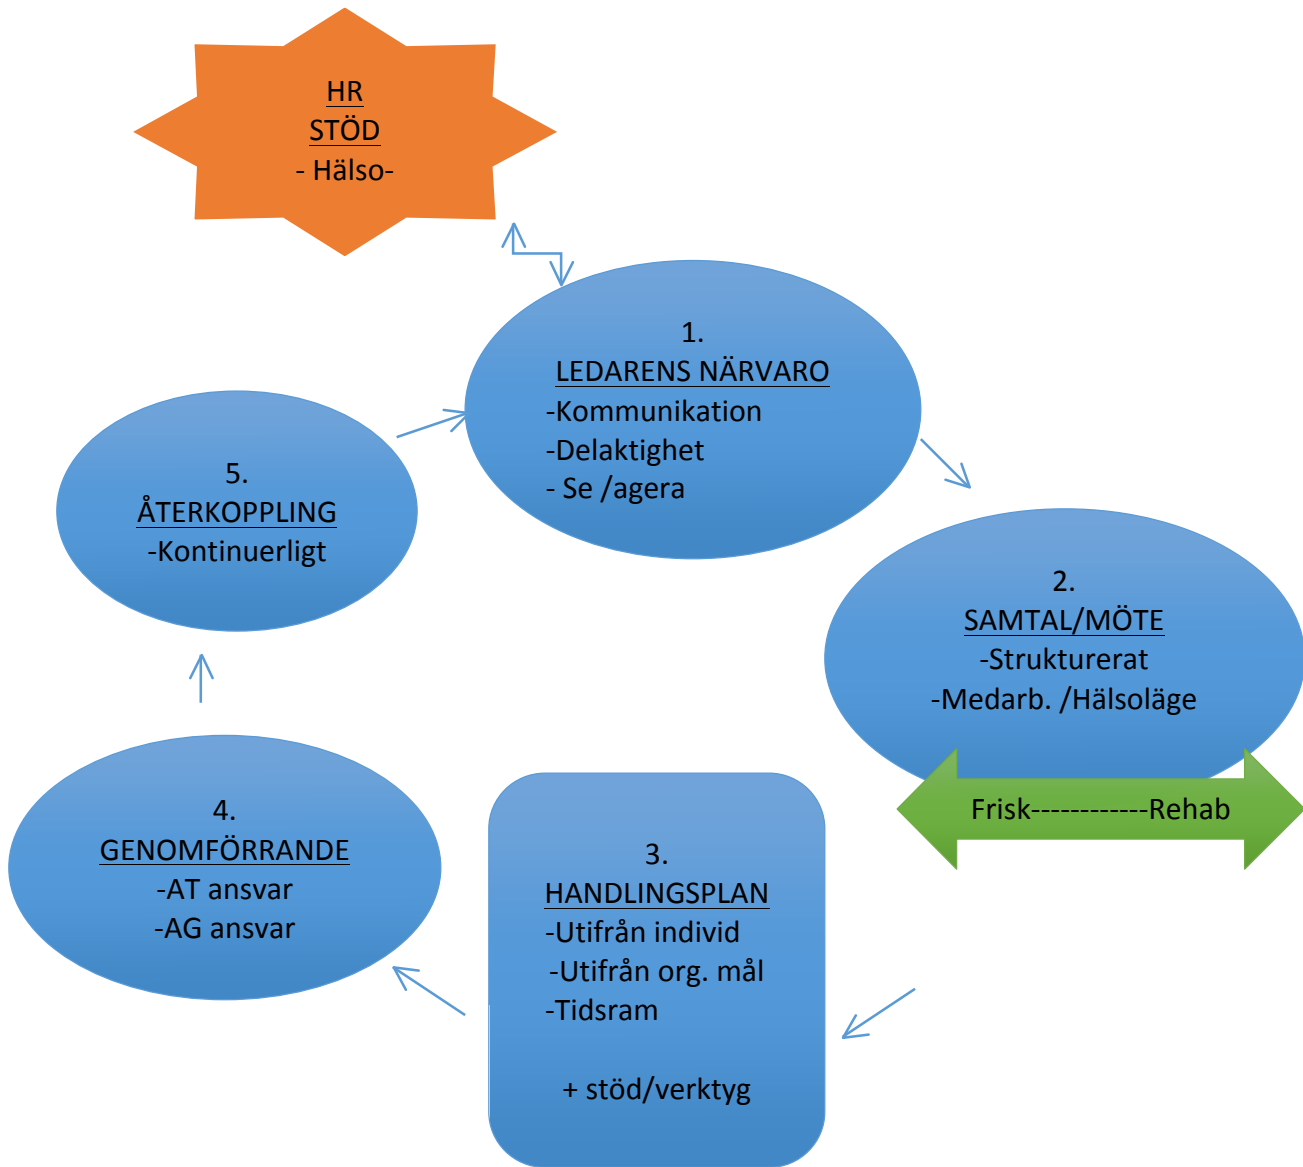 HR
STÖD
- Hälso-
1.
LEDARENS NÄRVARO
-Kommunikation
-Delaktighet
- Se /agera
2.
SAMTAL/MÖTE
-Strukturerat
-Medarb. /Hälsoläge
Frisk------------Rehab
3.
HANDLINGSPLAN
-Utifrån individ
-Utifrån org. mål
-Tidsram
+ stöd/verktyg
4.
GENOMFÖRRANDE
-AT ansvar
-AG ansvar
5.
ÅTERKOPPLING
-Kontinuerligt